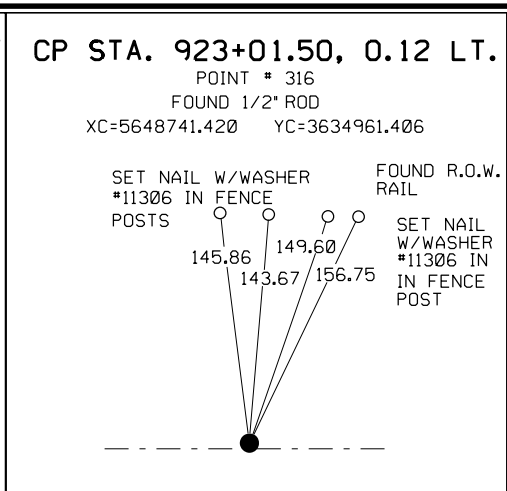 CP STA. 923+01.50, 0.12 LT.
POINT # 316
FOUND 1/2" ROD
XC=5648741.420 YC=3634961.406
SET NAIL W/WASHER
#11306 IN FENCE
POSTS
FOUND R.O.W.
RAIL
SET NAIL
W/WASHER
#11306 IN
IN FENCE
POST
145.86
143.67
149.60
156.75